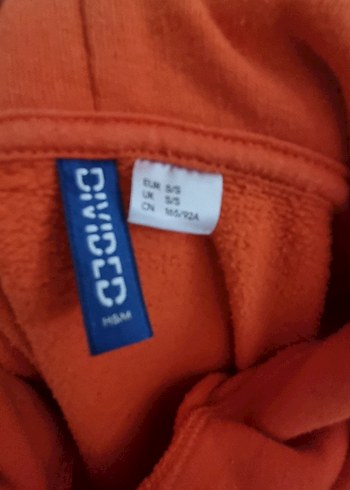 DIVIDED
H&M
EUR S/S
UK S/S
CN 165/92A